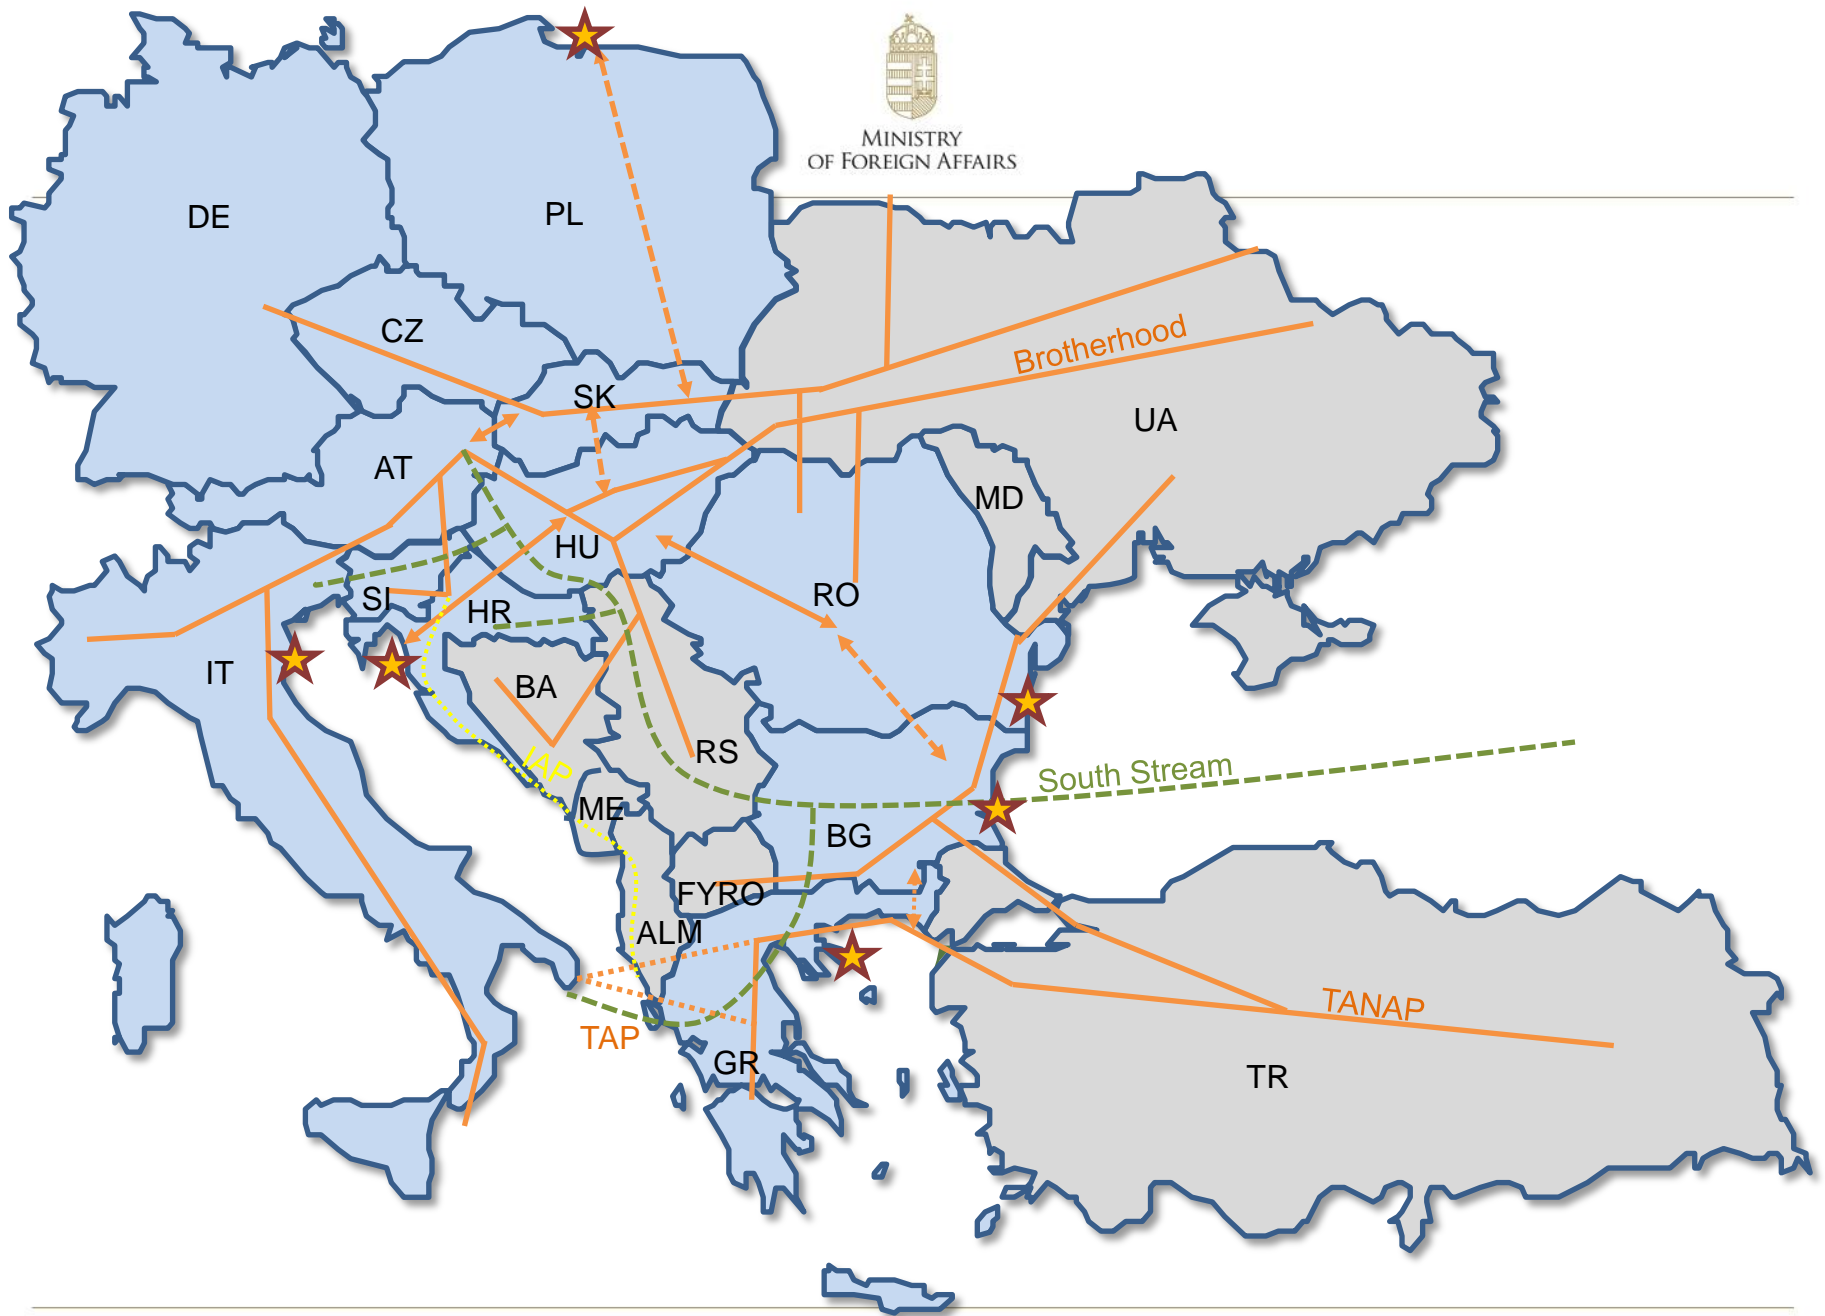 MINISTRY
OF FOREIGN AFFAIRS
DE
PL
CZ
Brotherhood
SK
UA
AT
MD
HU
RO
SI
HR
IT
BA
RS
IAP
South Stream
ME
BG
FYRO
ALM
TANAP
TAP
GR
TR